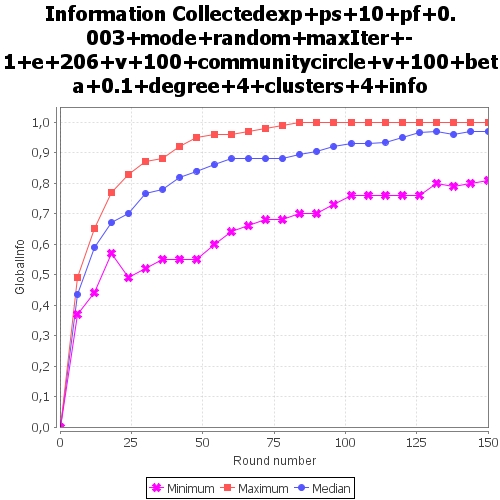 Information Collectedexp+ps+10+pf+0.
003+mode+random+maxIter+-
1+e+206+v+100+communitycircle+v+100+bet
a+0.1+degree+4+clusters+4+info
GlobalInfo
1,0
0,9
0,8
0,7
0,6
0,5
0,4
0,3
0,2
0,1
0,0
0 25 50 75 100 125 150
Round number
Minimum Maximum Median